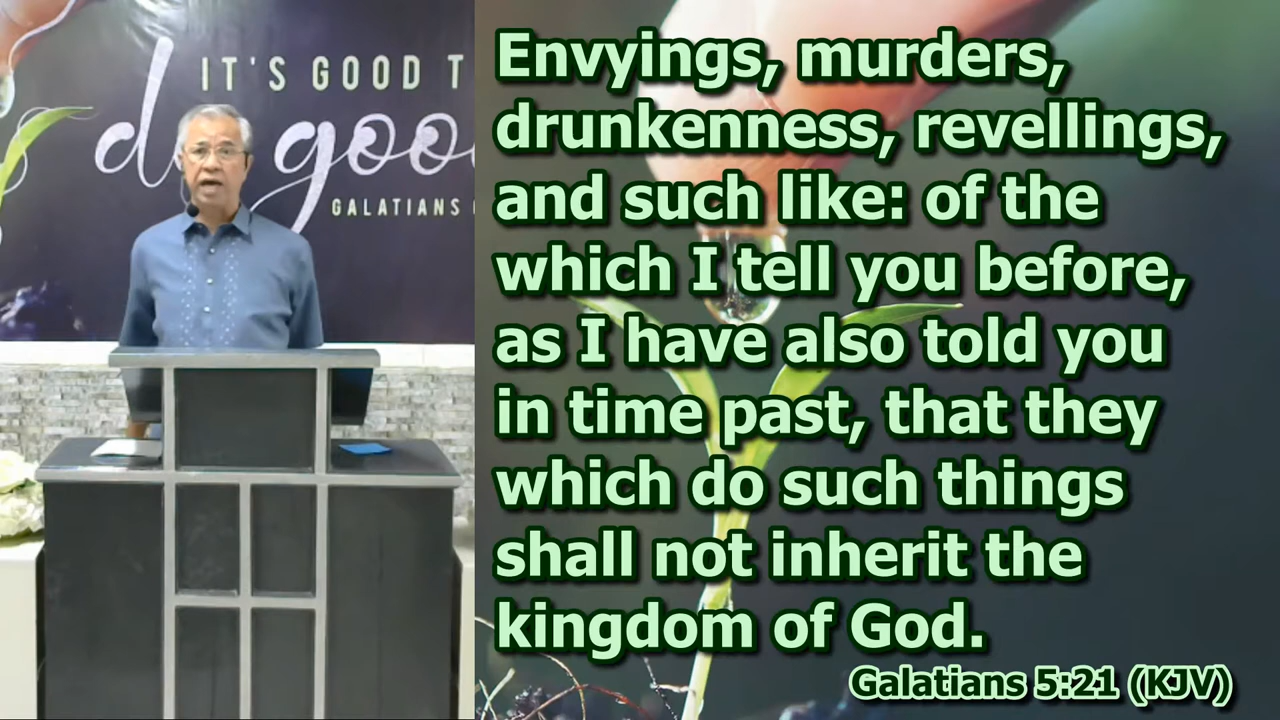 IT'S GOOD T
do good
GALATIANS
Envyings, murders,
drunkenness, revellings,
and such like: of the
which I tell you before,
as I have also told you
in time past, that they
which do such things
shall not inherit the
kingdom of God.
Galatians 5:21 (KJV)